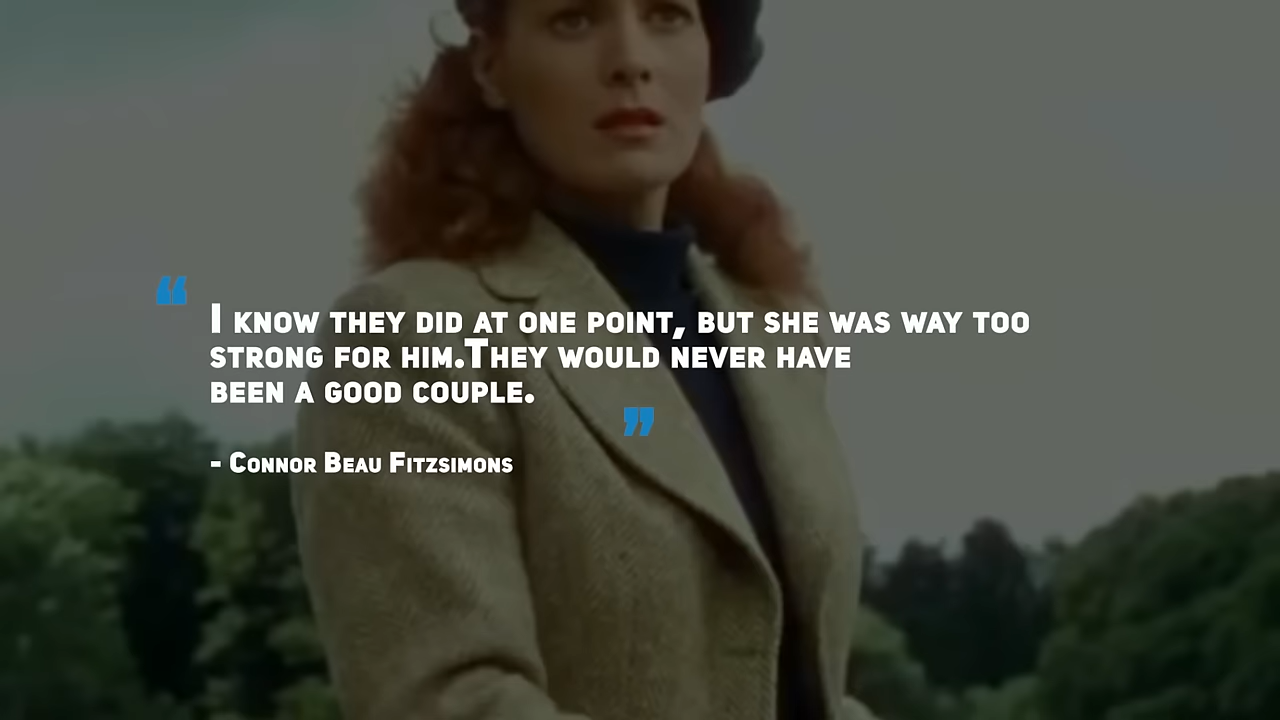 “
I know they did at one point, but she was way too
strong for him.They would never have
been a good couple.
”
- Connor Beau Fitzsimons